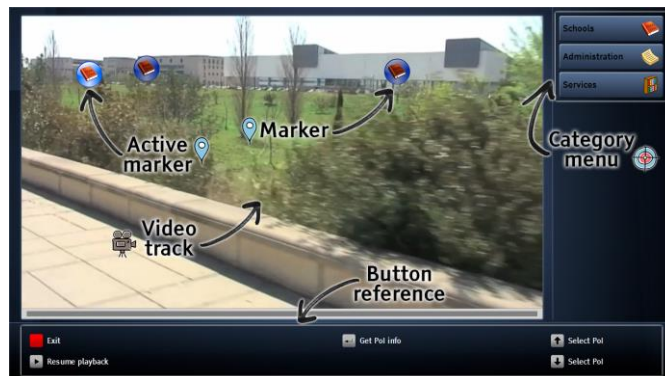 Schools
Administration
Services
Active
marker
Marker
Category
menu
Video
track
Button
reference
Exit
Get PoI info
Select PoI
Resume playback
Select PoI